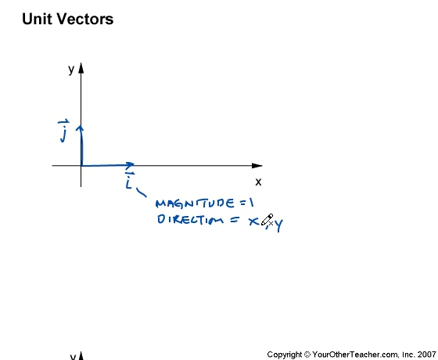 Unit Vectors
y
j
i
x
MAGNITUDE = 1
DIRECTION = x, y
Copyright © YourOtherTeacher.com, Inc. 2007
y